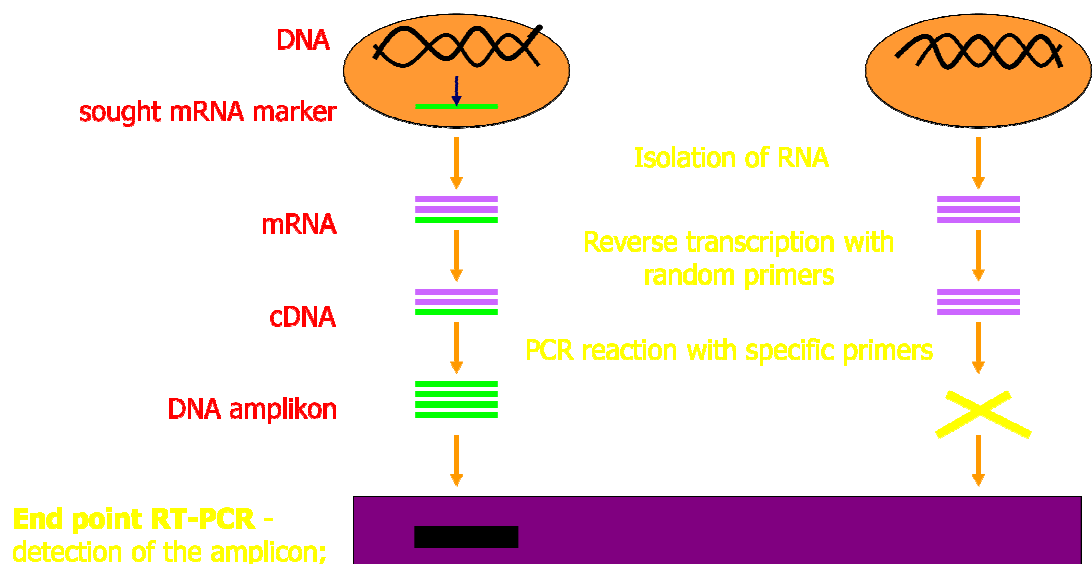 DNA
sought mRNA marker
Isolation of RNA
mRNA
Reverse transcription with
random primers
cDNA
PCR reaction with specific primers
DNA amplikon
End point RT-PCR -
detection of the amplicon;